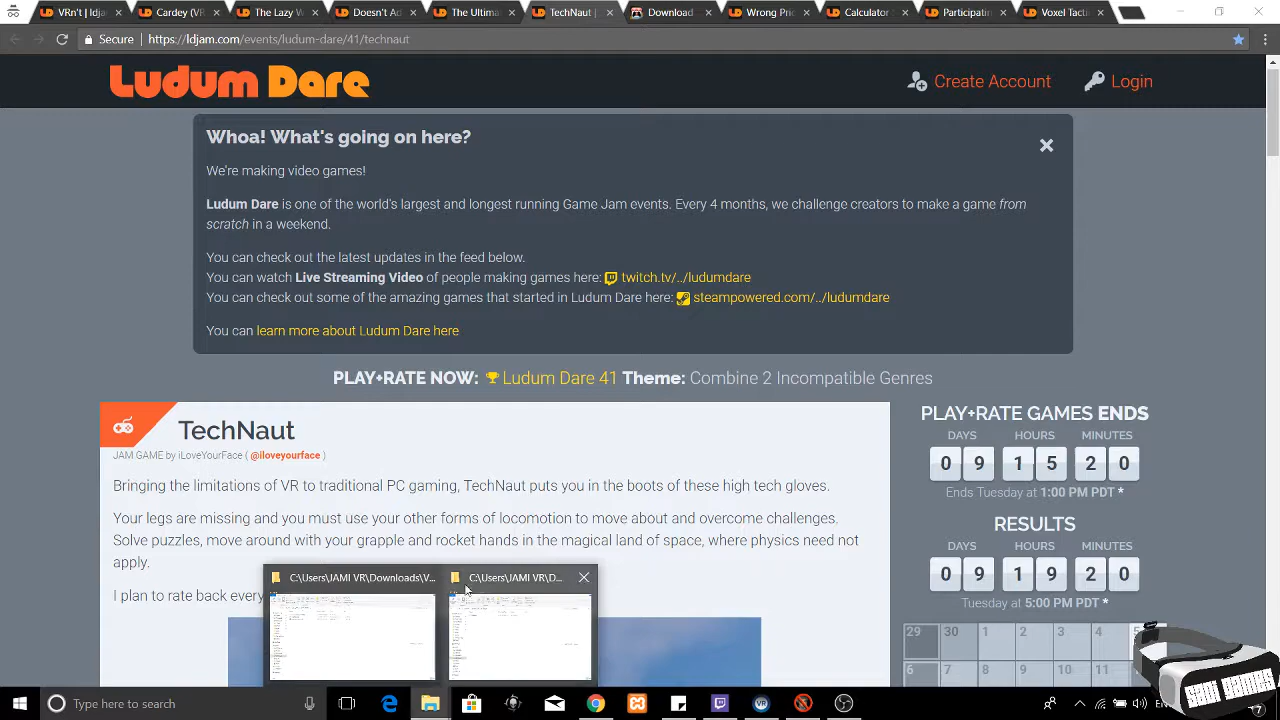 VRn't | ld
Cardey (VR
The Lazy W
Doesn't Ad
The Ultima
TechNaut |
Download
Wrong Pric
Calculator
Participatin
Voxel Tactic
Secure | https://ldjam.com/events/ludum-dare/41/technaut
Ludum Dare
Create Account
Login
Whoa! What's going on here?
We're making video games!
Ludum Dare is one of the world's largest and longest running Game Jam events. Every 4 months, we challenge creators to make a game from
scratch in a weekend.
You can check out the latest updates in the feed below.
You can watch Live Streaming Video of people making games here: twitch.tv/../ludumdare
You can check out some of the amazing games that started in Ludum Dare here: steampowered.com/../ludumdare
You can learn more about Ludum Dare here
PLAY+RATE NOW: Ludum Dare 41 Theme: Combine 2 Incompatible Genres
TechNaut
JAM GAME by iLoveYourFace ( @iloveyourface )
Bringing the limitations of VR to traditional PC gaming, TechNaut puts you in the boots of these high tech gloves.
Your legs are missing and you must use your other forms of locomotion to move about and overcome challenges.
Solve puzzles, move around with your grapple and rocket hands in the magical land of space, where physics need not
apply.
I plan to rate back every
PLAY+RATE GAMES ENDS
DAYS HOURS MINUTES
0 9 1 5 2 0
Ends Tuesday at 1:00 PM PDT *
RESULTS
DAYS HOURS MINUTES
0 9 1 9 2 0
Tuesday at 5:00 PM PDT *
29 30 1 2 3 4 5
6 7 8 9 10 11
C:\Users\JAMI VR\Downloads\V...
C:\Users\JAMI VR\D...
Type here to search